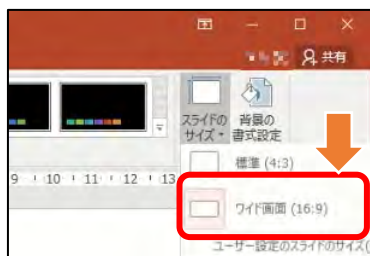 共有
スライドの
サイズ
背景の
書式設定
標準 (4:3)
9 10 11 12 13
ワイド画面 (16:9)
ユーザー設定のスライドのサイズ(